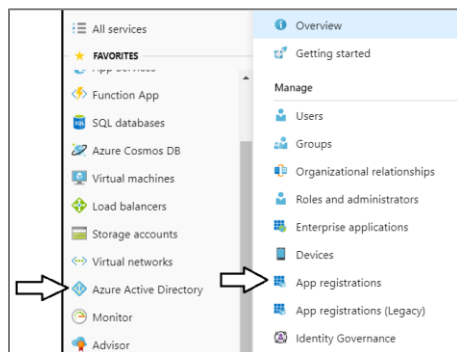 All services
FAVORITES
App Services
Function App
SQL databases
Azure Cosmos DB
Virtual machines
Load balancers
Storage accounts
Virtual networks
Azure Active Directory
Monitor
Advisor
Overview
Getting started
Manage
Users
Groups
Organizational relationships
Roles and administrators
Enterprise applications
Devices
App registrations
App registrations (Legacy)
Identity Governance